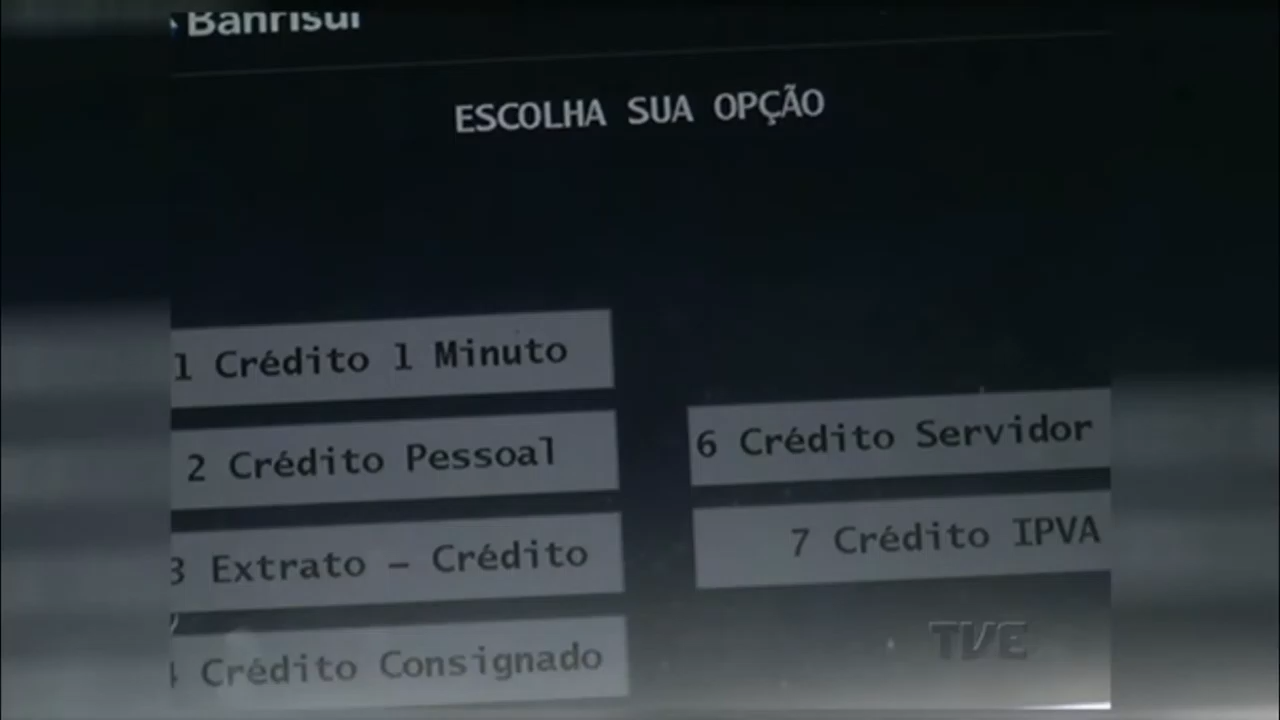 Banrisul
ESCOLHA SUA OPÇÃO
1 Crédito 1 Minuto
2 Crédito Pessoal
6 Crédito Servidor
3 Extrato – Crédito
7 Crédito IPVA
4 Crédito Consignado
TVE